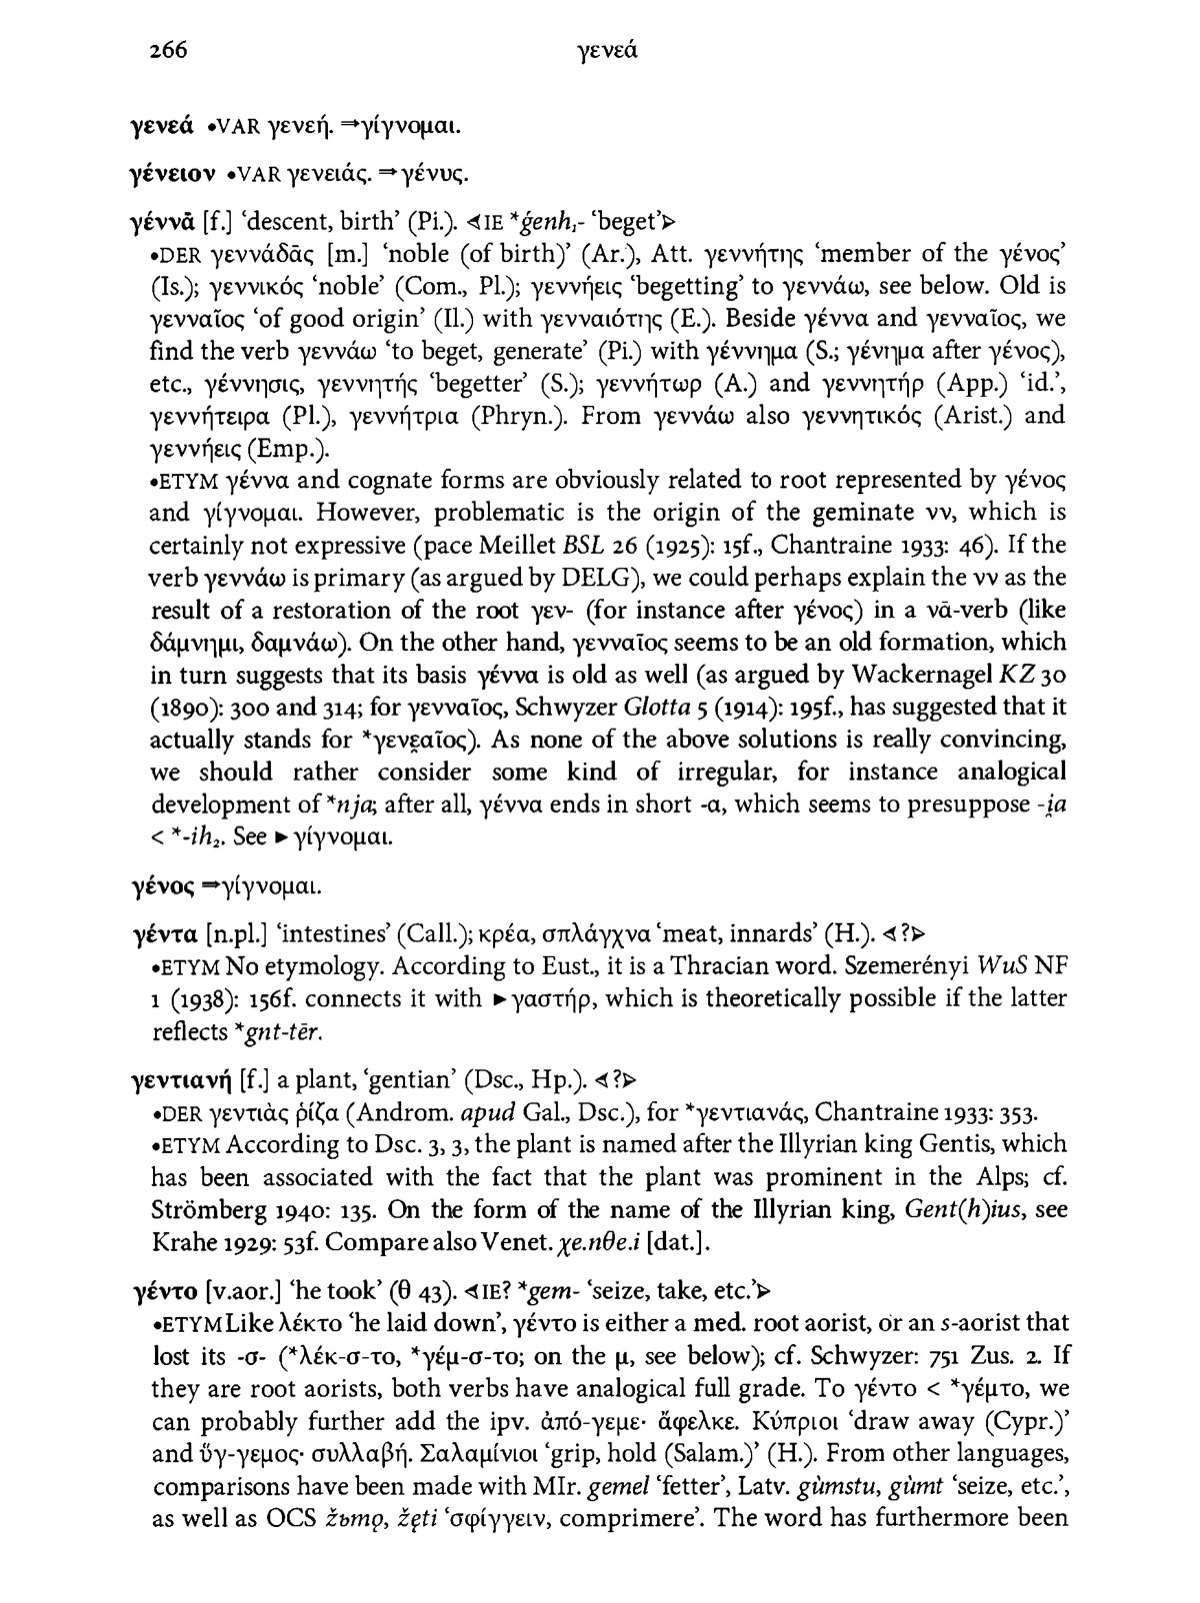 266
γενεά
γενεά •VAR γενεή. ⇒γίγνομαι.
γένειον •VAR γενειάς. ⇒γένυς.
γέννᾰ [f.] ‘descent, birth’ (Pi.). ⊲IE *ǵenh₁- ‘beget’⊳
•DER γεννάδᾱς [m.] ‘noble (of birth)’ (Ar.), Att. γεννήτης ‘member of the γένος’
(Is.); γεννικός ‘noble’ (Com., Pl.); γεννήεις ‘begetting’ to γεννάω, see below. Old is
γενναῖος ‘of good origin’ (Il.) with γενναιότης (E.). Beside γέννα and γενναῖος, we
find the verb γεννάω ‘to beget, generate’ (Pi.) with γέννημα (S.; γένημα after γένος),
etc., γέννησις, γεννητής ‘begetter’ (S.); γεννήτωρ (A.) and γεννητήρ (App.) ‘id.’,
γεννήτειρα (Pl.), γεννήτρια (Phryn.). From γεννάω also γεννητικός (Arist.) and
γεννήεις (Emp.).
•ETYM γέννα and cognate forms are obviously related to root represented by γένος
and γίγνομαι. However, problematic is the origin of the geminate νν, which is
certainly not expressive (pace Meillet BSL 26 (1925): 15f., Chantraine 1933: 46). If the
verb γεννάω is primary (as argued by DELG), we could perhaps explain the νν as the
result of a restoration of the root γεν- (for instance after γένος) in a νᾱ-verb (like
δάμνημι, δαμνάω). On the other hand, γενναῖος seems to be an old formation, which
in turn suggests that its basis γέννα is old as well (as argued by Wackernagel KZ 30
(1890): 300 and 314; for γενναῖος, Schwyzer Glotta 5 (1914): 195f., has suggested that it
actually stands for *γενε̯αῖος). As none of the above solutions is really convincing,
we should rather consider some kind of irregular, for instance analogical
development of *nja; after all, γέννα ends in short -α, which seems to presuppose -i̯a
< *-ih₂. See ►γίγνομαι.
γένος ⇒γίγνομαι.
γέντα [n.pl.] ‘intestines’ (Call.); κρέα, σπλάγχνα ‘meat, innards’ (H.). ⊲?⊳
•ETYM No etymology. According to Eust., it is a Thracian word. Szemerényi WuS NF
1 (1938): 156f. connects it with ►γαστήρ, which is theoretically possible if the latter
reflects *gnt-tēr.
γεντιανή [f.] a plant, ‘gentian’ (Dsc., Hp.). ⊲?⊳
•DER γεντιὰς ῥίζα (Androm. apud Gal., Dsc.), for *γεντιανάς, Chantraine 1933: 353.
•ETYM According to Dsc. 3, 3, the plant is named after the Illyrian king Gentis, which
has been associated with the fact that the plant was prominent in the Alps; cf.
Strömberg 1940: 135. On the form of the name of the Illyrian king, Gent(h)ius, see
Krahe 1929: 53f. Compare also Venet. χe.nθe.i [dat.].
γέντο [v.aor.] ‘he took’ (θ 43). ⊲IE? *gem- ‘seize, take, etc.’⊳
•ETYM Like λέκτο ‘he laid down’, γέντο is either a med. root aorist, or an s-aorist that
lost its -σ- (*λέκ-σ-το, *γέμ-σ-το; on the μ, see below); cf. Schwyzer: 751 Zus. 2. If
they are root aorists, both verbs have analogical full grade. To γέντο < *γέμτο, we
can probably further add the ipv. ἀπό-γεμε· ἄφελκε. Κύπριοι ‘draw away (Cypr.)’
and ὕγ-γεμος· συλλαβή. Σαλαμίνιοι ‘grip, hold (Salam.)’ (H.). From other languages,
comparisons have been made with MIr. gemel ‘fetter’, Latv. gùmstu, gùmt ‘seize, etc.’,
as well as OCS žьmǫ, žęti ‘σφίγγειν, comprimere’. The word has furthermore been